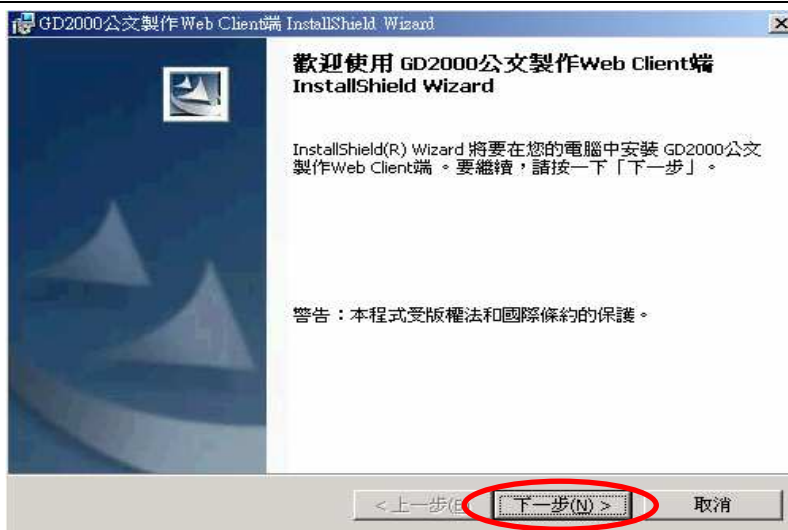 GD2000公文製作Web Client端 InstallShield Wizard
歡迎使用 GD2000公文製作Web Client端
InstallShield Wizard
InstallShield(R) Wizard 將要在您的電腦中安裝 GD2000公文
製作Web Client端 。要繼續，請按一下「下一步」。
警告：本程式受版權法和國際條約的保護。
< 上一步(B) 下一步(N) > 取消